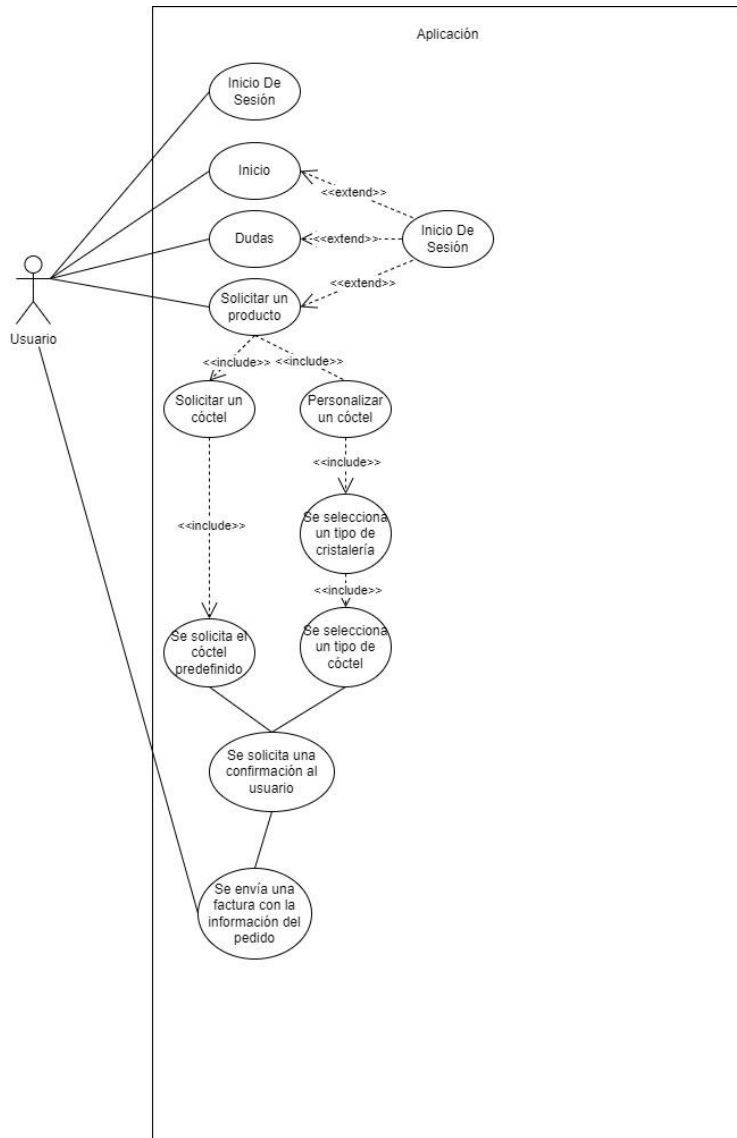 Aplicación
Inicio De
Sesión
Inicio
<<extend>>
Dudas
<<extend>>
Inicio De
Sesión
<<extend>>
Solicitar un
producto
Usuario
<<include>>
<<include>>
Solicitar un
cóctel
Personalizar
un cóctel
<<include>>
<<include>>
Se selecciona
un tipo de
cristalería
<<include>>
Se solicita el
cóctel
predefinido
Se selecciona
un tipo de
cóctel
Se solicita una
confirmación al
usuario
Se envía una
factura con la
información del
pedido